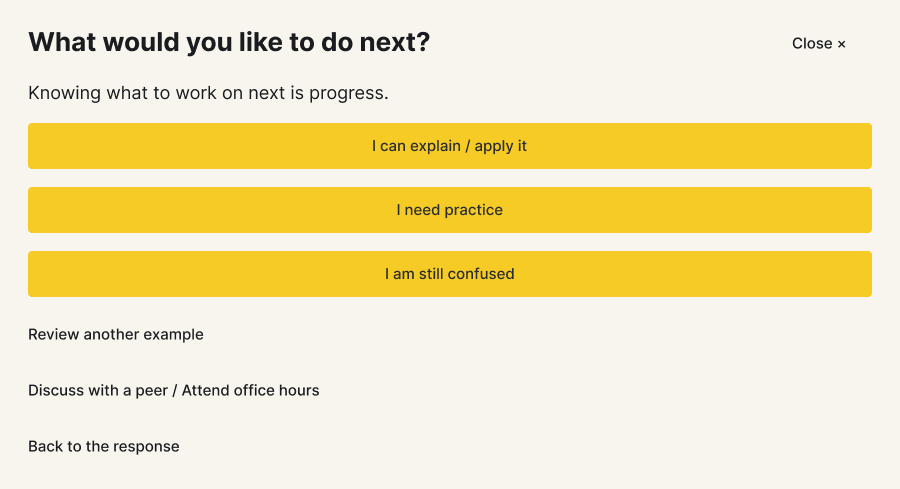 What would you like to do next?
Close ×
Knowing what to work on next is progress.
I can explain / apply it
I need practice
I am still confused
Review another example
Discuss with a peer / Attend office hours
Back to the response